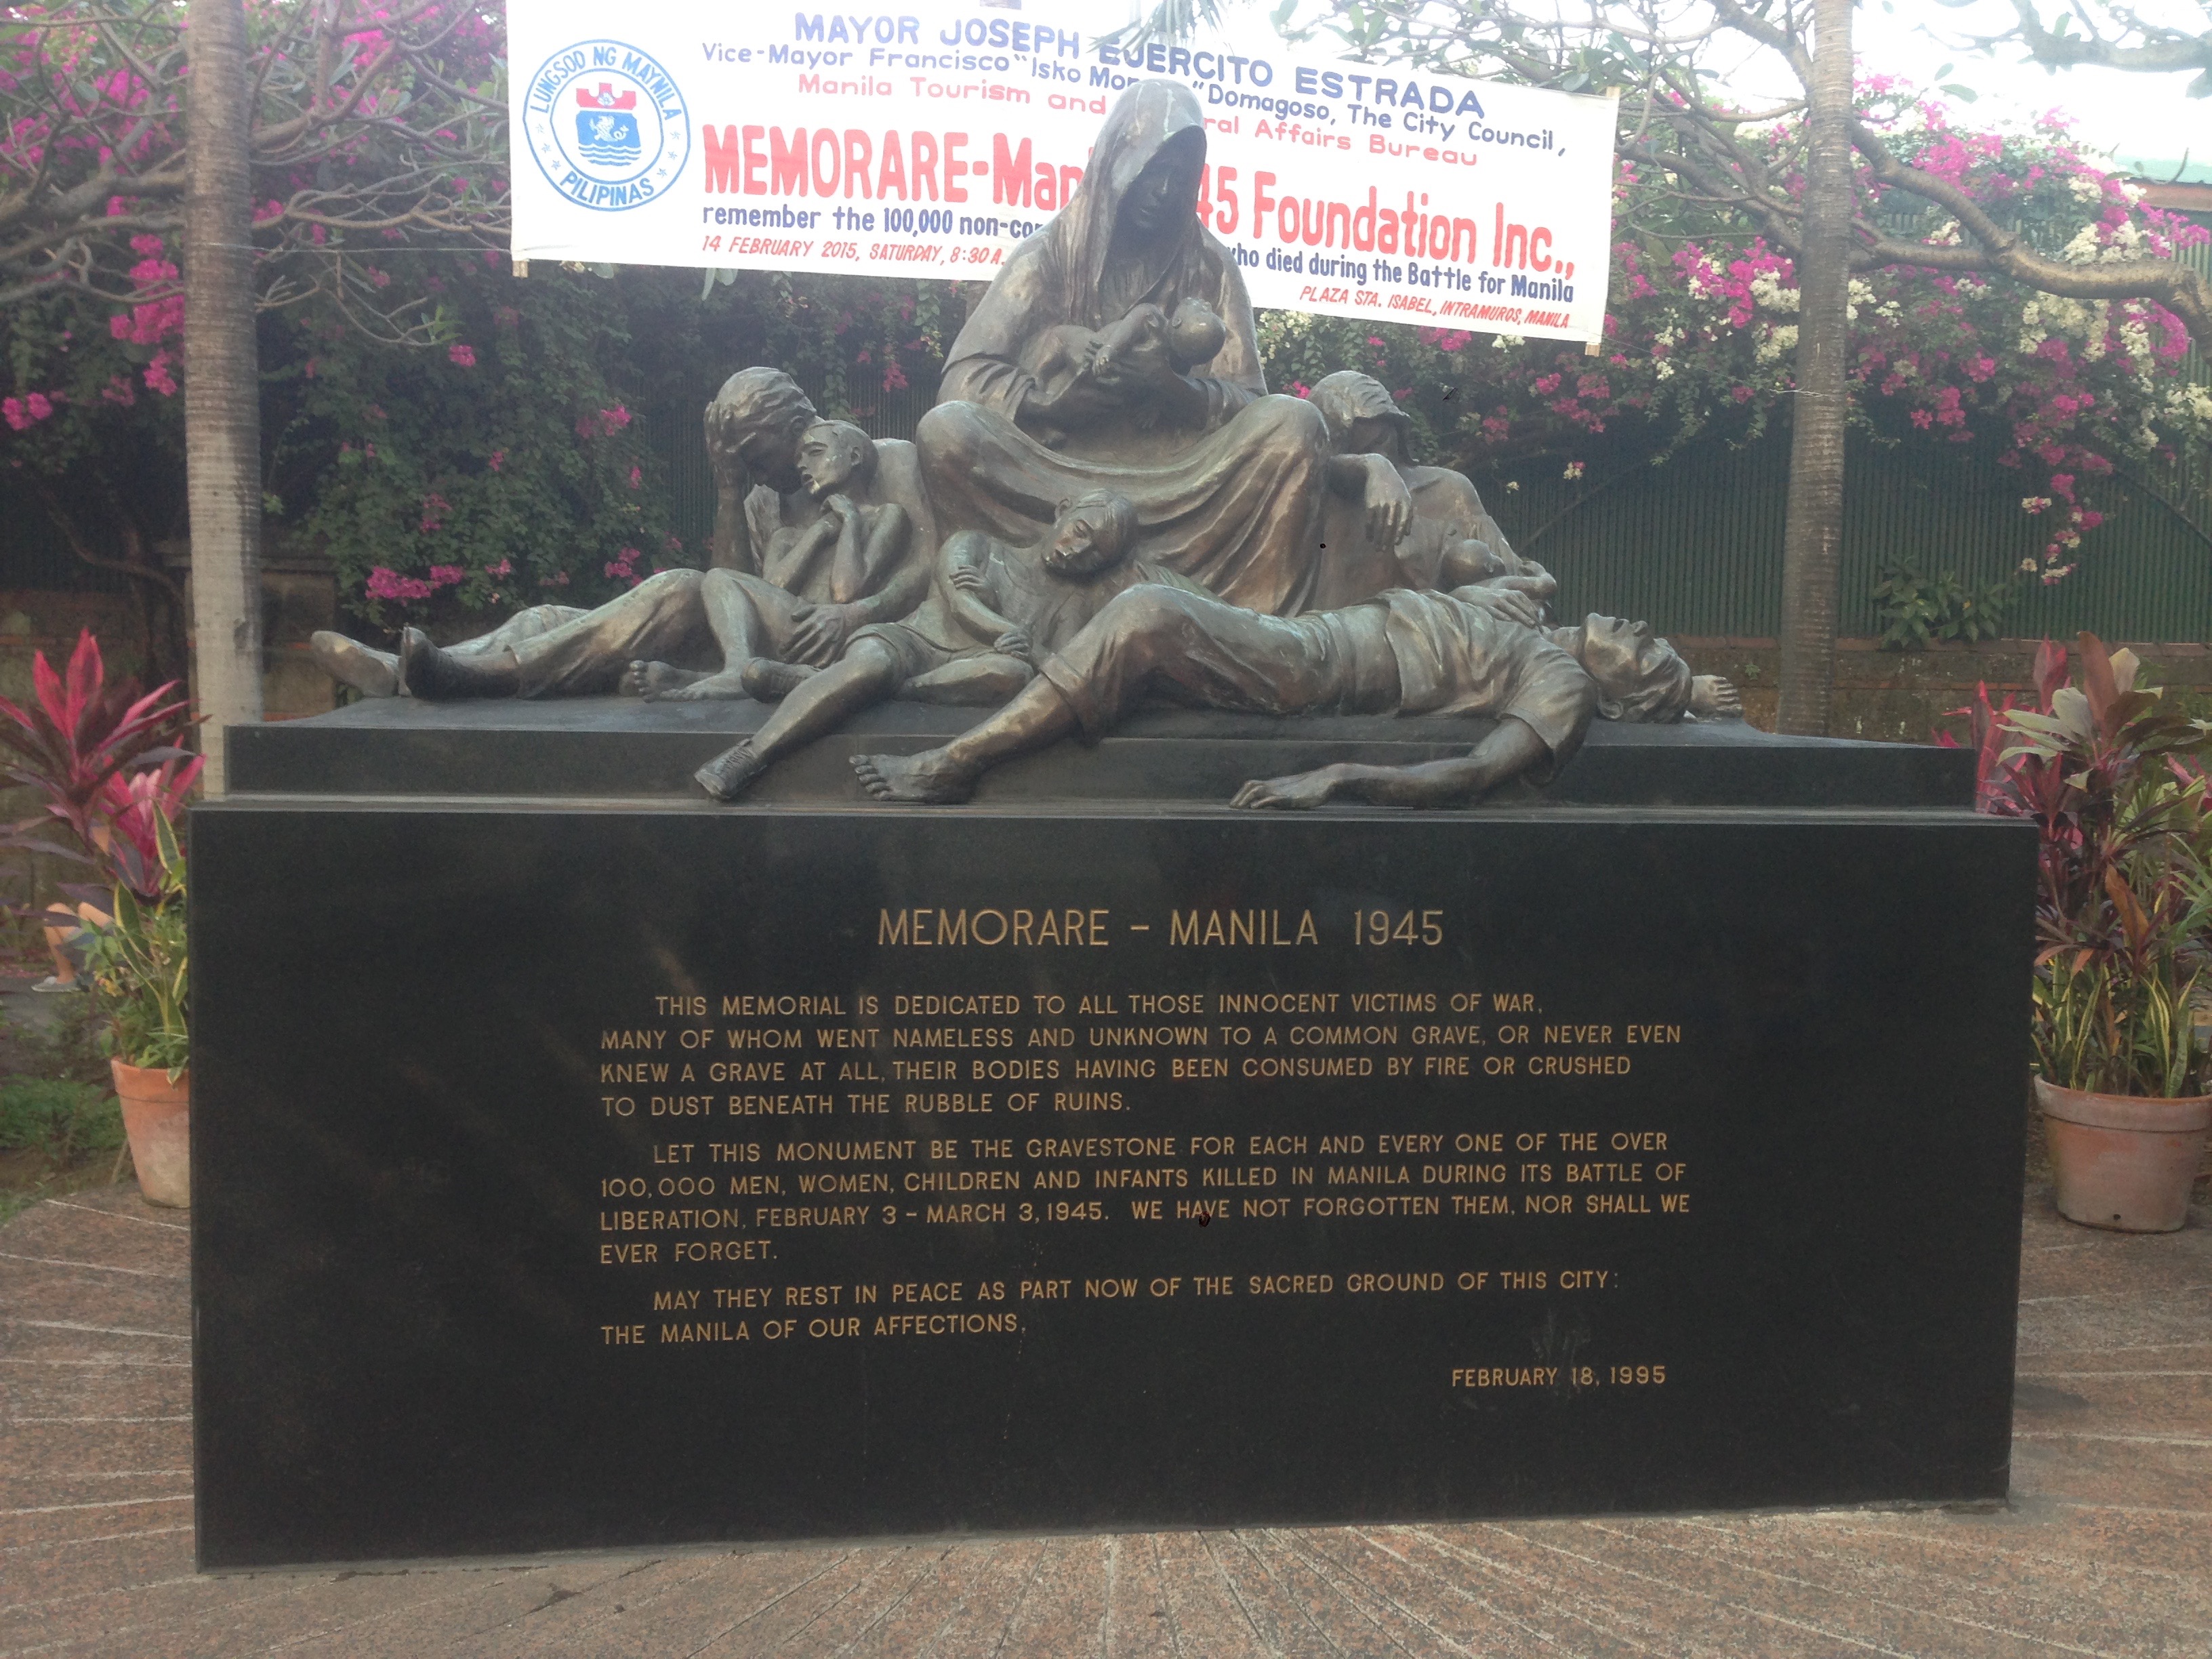 MAYOR JOSEPH EJERCITO ESTRADA
Vice-Mayor Francisco "Isko Mor " Domagoso, The City Council,
Manila Tourism and ral Affairs Bureau
LUNGSOD NG MAYNILA
PILIPINAS
MEMORARE-Man 45 Foundation Inc.,
remember the 100,000 non-co who died during the Battle for Manila
14 FEBRUARY 2015, SATURDAY, 8:30 A. PLAZA STA. ISABEL, INTRAMUROS, MANILA
MEMORARE - MANILA 1945
THIS MEMORIAL IS DEDICATED TO ALL THOSE INNOCENT VICTIMS OF WAR,
MANY OF WHOM WENT NAMELESS AND UNKNOWN TO A COMMON GRAVE, OR NEVER EVEN
KNEW A GRAVE AT ALL, THEIR BODIES HAVING BEEN CONSUMED BY FIRE OR CRUSHED
TO DUST BENEATH THE RUBBLE OF RUINS.
LET THIS MONUMENT BE THE GRAVESTONE FOR EACH AND EVERY ONE OF THE OVER
100,000 MEN, WOMEN, CHILDREN AND INFANTS KILLED IN MANILA DURING ITS BATTLE OF
LIBERATION, FEBRUARY 3 - MARCH 3, 1945. WE HAVE NOT FORGOTTEN THEM, NOR SHALL WE
EVER FORGET.
MAY THEY REST IN PEACE AS PART NOW OF THE SACRED GROUND OF THIS CITY:
THE MANILA OF OUR AFFECTIONS.
FEBRUARY 18, 1995